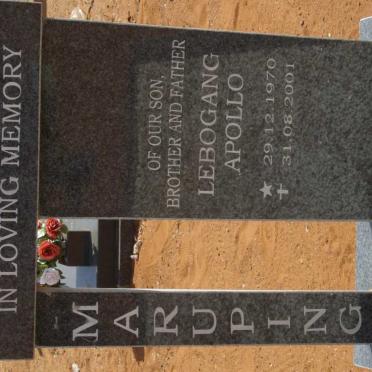 IN LOVING MEMORY
OF OUR SON,
BROTHER AND FATHER
LEBOGANG
APOLLO
29.12.1970
31.08.2001
MARUPING